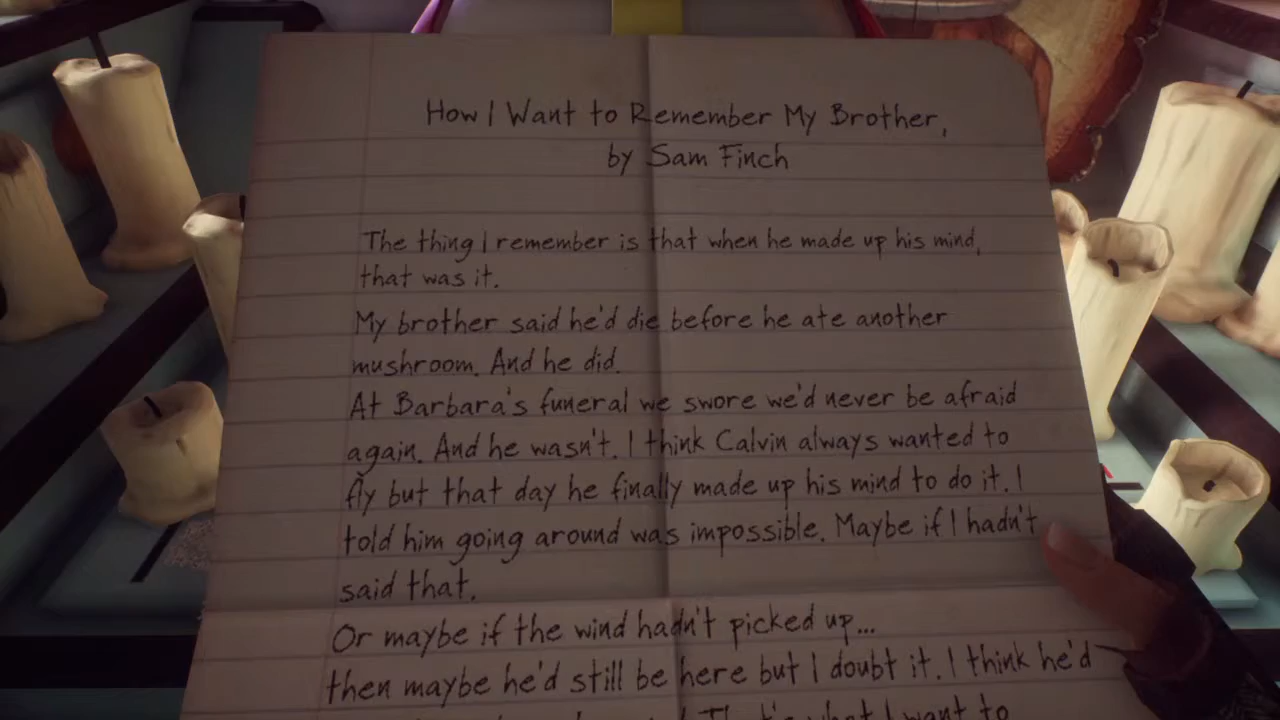 How I Want to Remember My Brother,
by Sam Finch
The thing I remember is that when he made up his mind,
that was it.
My brother said he'd die before he ate another
mushroom. And he did.
At Barbara's funeral we swore we'd never be afraid
again. And he wasn't. I think Calvin always wanted to
fly but that day he finally made up his mind to do it. I
told him going around was impossible. Maybe if I hadn't
said that.
Or maybe if the wind hadn't picked up...
then maybe he'd still be here but I doubt it. I think he'd
That's what I want to